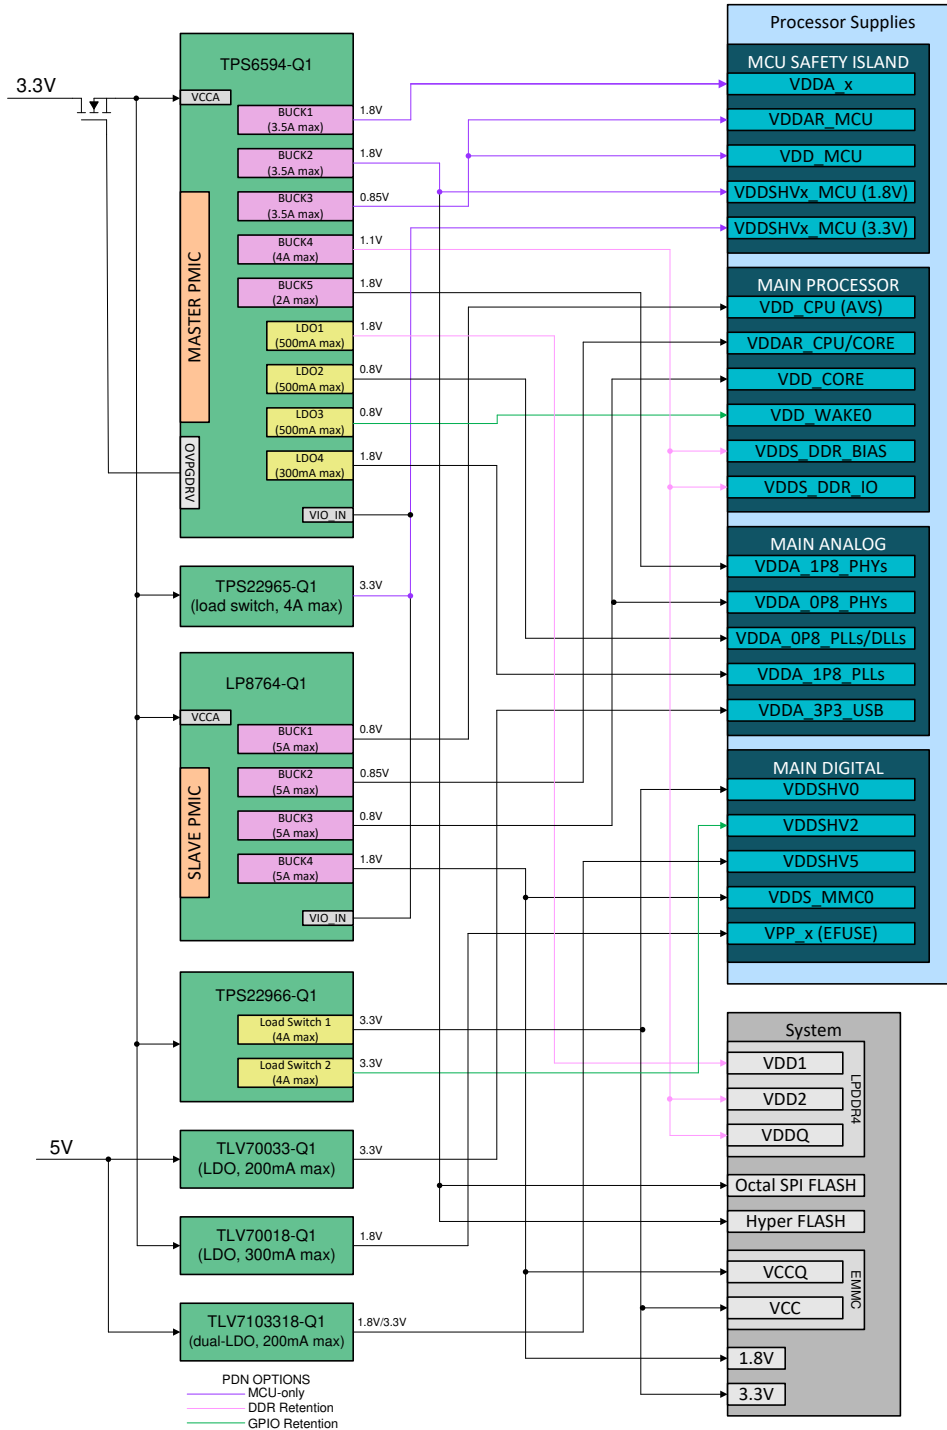 Processor Supplies
TPS6594-Q1
MCU SAFETY ISLAND
3.3V
VCCA
VDDA_x
BUCK1
(3.5A max)
1.8V
VDDAR_MCU
BUCK2
(3.5A max)
1.8V
VDD_MCU
BUCK3
(3.5A max)
0.85V
VDDSHVx_MCU (1.8V)
BUCK4
(4A max)
1.1V
VDDSHVx_MCU (3.3V)
MASTER PMIC
BUCK5
(2A max)
1.8V
MAIN PROCESSOR
VDD_CPU (AVS)
LDO1
(500mA max)
1.8V
VDDAR_CPU/CORE
LDO2
(500mA max)
0.8V
VDD_CORE
LDO3
(500mA max)
0.8V
VDD_WAKE0
LDO4
(300mA max)
1.8V
VDDS_DDR_BIAS
OVPGDRV
VDDS_DDR_IO
VIO_IN
MAIN ANALOG
VDDA_1P8_PHYs
TPS22965-Q1
(load switch, 4A max)
3.3V
VDDA_0P8_PHYs
VDDA_0P8_PLLs/DLLs
LP8764-Q1
VDDA_1P8_PLLs
VCCA
VDDA_3P3_USB
BUCK1
(5A max)
0.8V
MAIN DIGITAL
BUCK2
(5A max)
0.85V
VDDSHV0
SLAVE PMIC
BUCK3
(5A max)
0.8V
VDDSHV2
BUCK4
(5A max)
1.8V
VDDSHV5
VDDS_MMC0
VIO_IN
VPP_x (EFUSE)
TPS22966-Q1
Load Switch 1
(4A max)
3.3V
System
Load Switch 2
(4A max)
3.3V
VDD1
VDD2
LPDDR4
VDDQ
5V
TLV70033-Q1
(LDO, 200mA max)
3.3V
Octal SPI FLASH
Hyper FLASH
TLV70018-Q1
(LDO, 300mA max)
1.8V
VCCQ
EMMC
VCC
TLV7103318-Q1
(dual-LDO, 200mA max)
1.8V/3.3V
1.8V
3.3V
PDN OPTIONS
MCU-only
DDR Retention
GPIO Retention